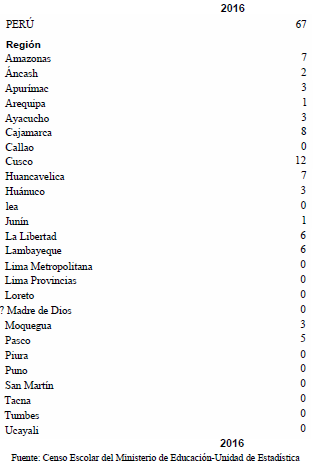 2016
PERÚ 67
Región
Amazonas 7
Áncash 2
Apurímac 3
Arequipa 1
Ayacucho 3
Cajamarca 8
Callao 0
Cusco 12
Huancavelica 7
Huánuco 3
lea 0
Junín 1
La Libertad 6
Lambayeque 6
Lima Metropolitana 0
Lima Provincias 0
Loreto 0
? Madre de Dios 0
Moquegua 3
Pasco 5
Piura 0
Puno 0
San Martín 0
Tacna 0
Tumbes 0
Ucayali 0
2016
Fuente: Censo Escolar del Ministerio de Educación-Unidad de Estadística